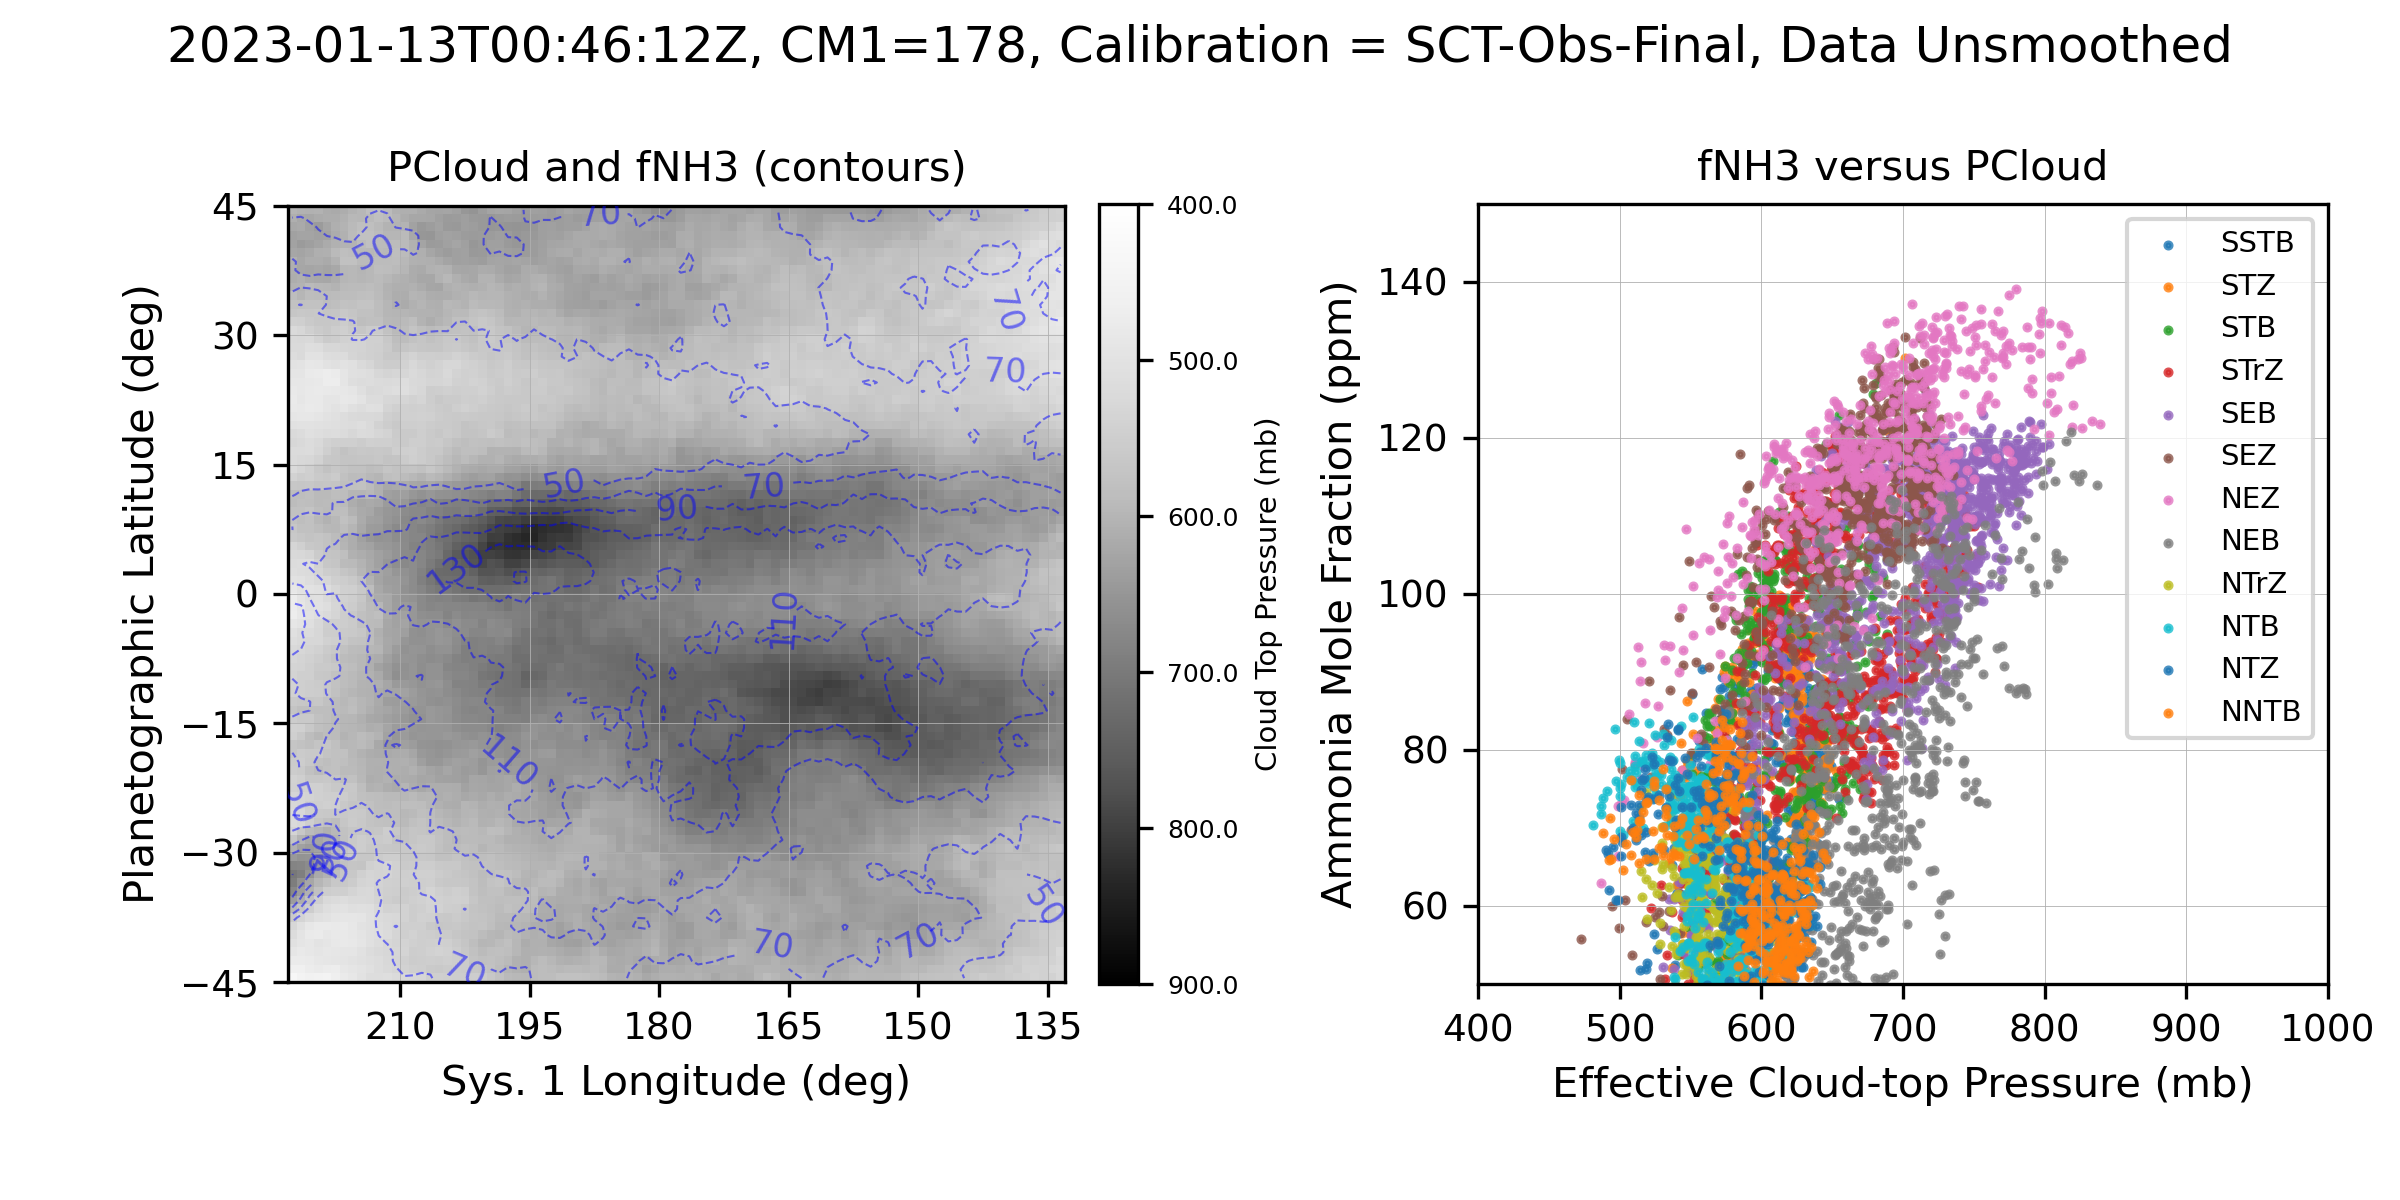 2023-01-13T00:46:12Z, CM1=178, Calibration = SCT-Obs-Final, Data Unsmoothed
PCloud and fNH3 (contours)
Planetographic Latitude (deg)
45
30
15
0
−15
−30
−45
210
195
180
165
150
135
Sys. 1 Longitude (deg)
70
50
70
70
50
70
90
130
110
110
50
50
50
70
70
70
400.0
500.0
600.0
700.0
800.0
900.0
Cloud Top Pressure (mb)
fNH3 versus PCloud
Ammonia Mole Fraction (ppm)
140
120
100
80
60
400
500
600
700
800
900
1000
Effective Cloud-top Pressure (mb)
SSTB
STZ
STB
STrZ
SEB
SEZ
NEZ
NEB
NTrZ
NTB
NTZ
NNTB